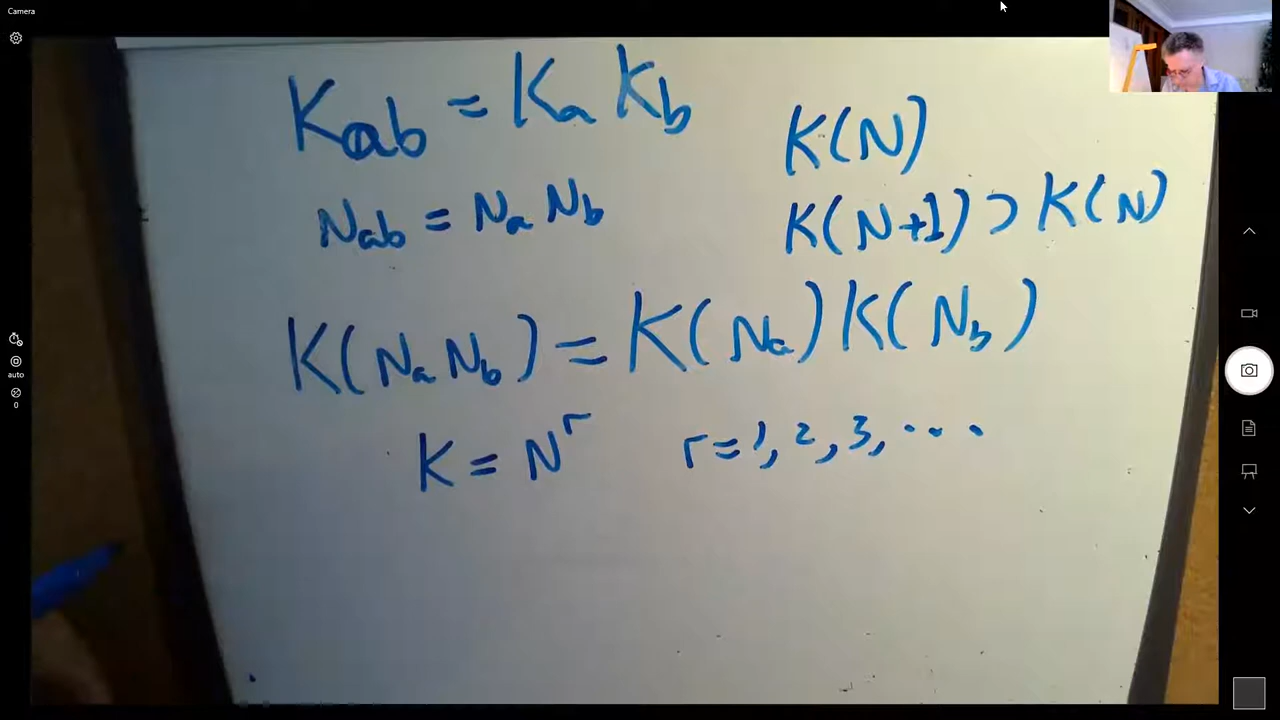 Camera
K_ab = K_a K_b
K(N)
N_ab = N_a N_b
K(N+1) > K(N)
K(N_a N_b) = K(N_a) K(N_b)
K = N^r    r = 1, 2, 3, ...
auto
0